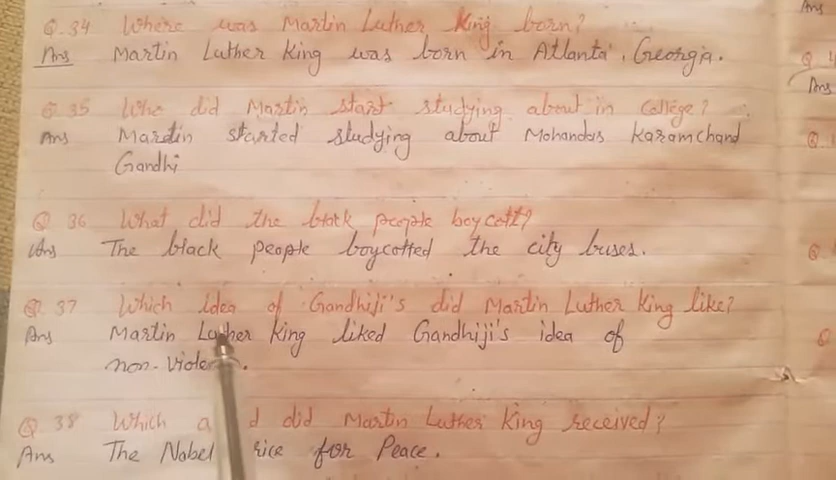 Q.34 Where was Martin Luther King born?
Ans Martin Luther King was born in Atlanta, Georgia.
Q.35 Who did Martin start studying about in college?
Ans Martin started studying about Mohandas Karamchand
Gandhi
Q.36 What did the black people boycott?
Ans The black people boycotted the city buses.
Q.37 Which idea of Gandhiji's did Martin Luther King like?
Ans Martin Luther King liked Gandhiji's idea of
non-
Q.38 Which did Martin Luther King received?
Ans The Nobel for Peace.
Ans
Q
Ans
Q
Q
Q